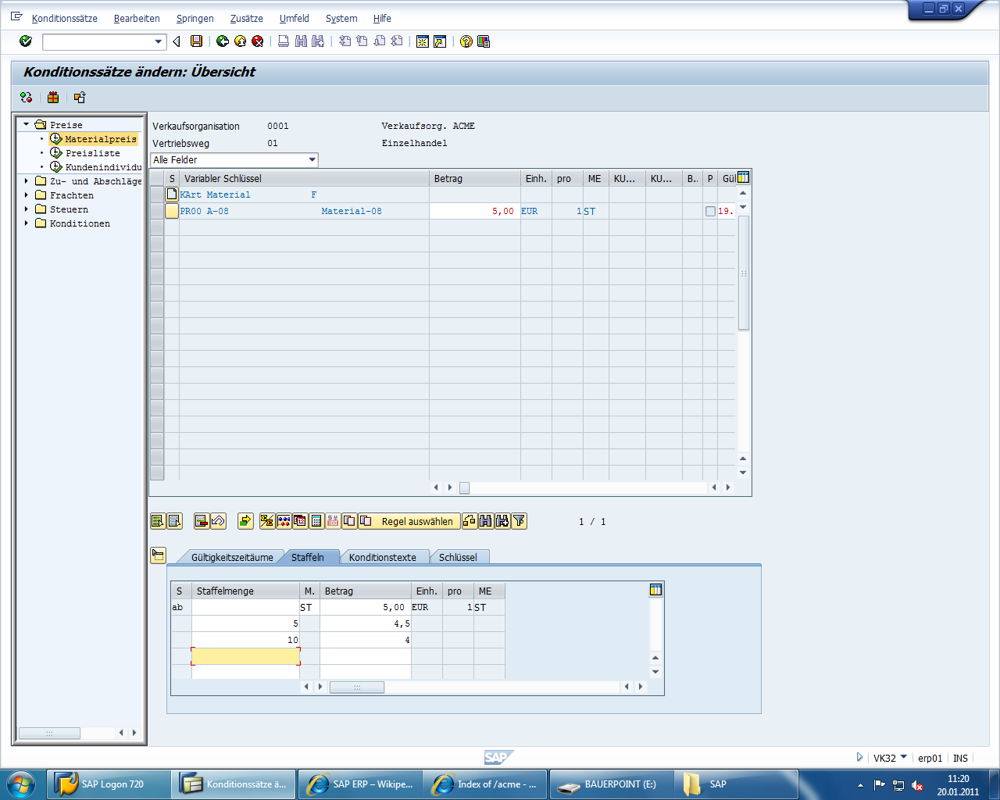 Konditionssätze Bearbeiten Springen Zusätze Umfeld System Hilfe
Konditionssätze ändern: Übersicht
Preise
Materialpreis
Preisliste
Kundenindividu
Zu- und Abschläge
Frachten
Steuern
Konditionen
Verkaufsorganisation 0001 Verkaufsorg. ACME
Vertriebsweg 01 Einzelhandel
Alle Felder
S Variabler Schlüssel Betrag Einh. pro ME KU... KU... B.. P Gül
KArt Material F
PR00 A-08 Material-08 5,00 EUR 1 ST 19.
Regel auswählen 1 / 1
Gültigkeitszeitäume Staffeln Konditionstexte Schlüssel
S Staffelmenge M. Betrag Einh. pro ME
ab ST 5,00 EUR 1 ST
5 4,5
10 4
SAP
VK32 erp01 INS
SAP Logon 720 Konditionssätze ä... SAP ERP – Wikipe... Index of /acme - ... BAUERPOINT (E:) SAP 11:20
20.01.2011